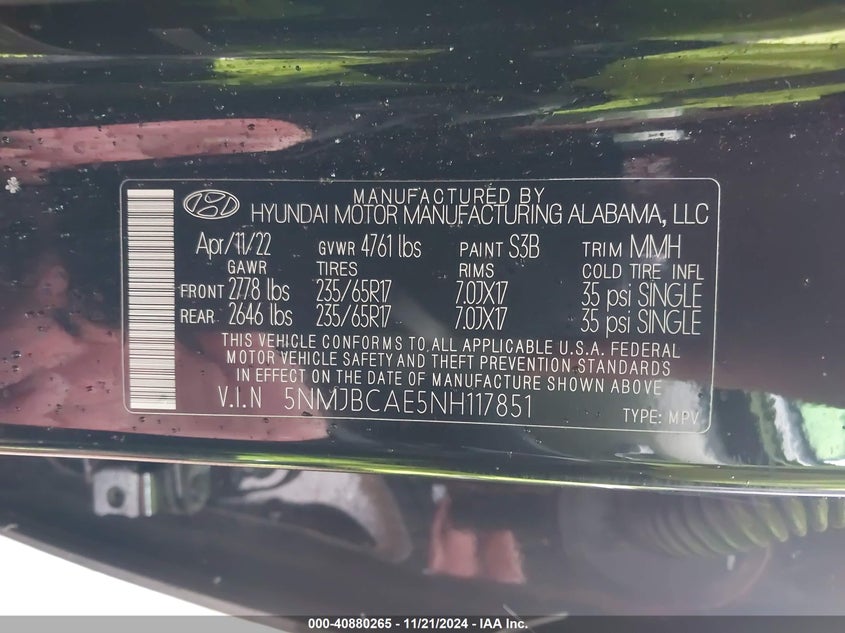 MANUFACTURED BY
HYUNDAI MOTOR MANUFACTURING ALABAMA, LLC
Apr/11/22 GVWR 4761 lbs PAINT S3B TRIM MMH
GAWR TIRES RIMS COLD TIRE INFL
FRONT 2778 lbs 235/65R17 7.0JX17 35 psi SINGLE
REAR 2646 lbs 235/65R17 7.0JX17 35 psi SINGLE
THIS VEHICLE CONFORMS TO ALL APPLICABLE U.S.A. FEDERAL
MOTOR VEHICLE SAFETY AND THEFT PREVENTION STANDARDS
IN EFFECT ON THE DATE OF MANUFACTURE SHOWN ABOVE
V.I.N 5NMJBCAE5NH117851 TYPE: MPV
000-40880265 - 11/21/2024 - IAA Inc.